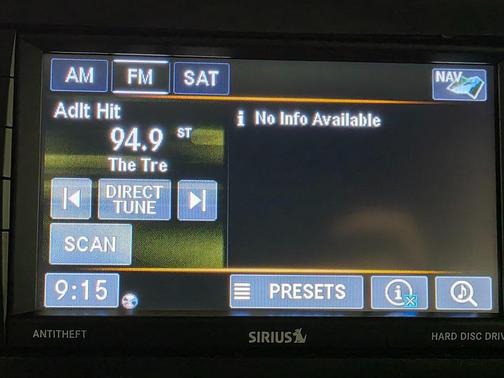 AM FM SAT NAV
Adlt Hit
94.9 ST
The Tre
i No Info Available
DIRECT
TUNE
SCAN
9:15
PRESETS
i
ANTITHEFT
SIRIUS
HARD DISC DRIV